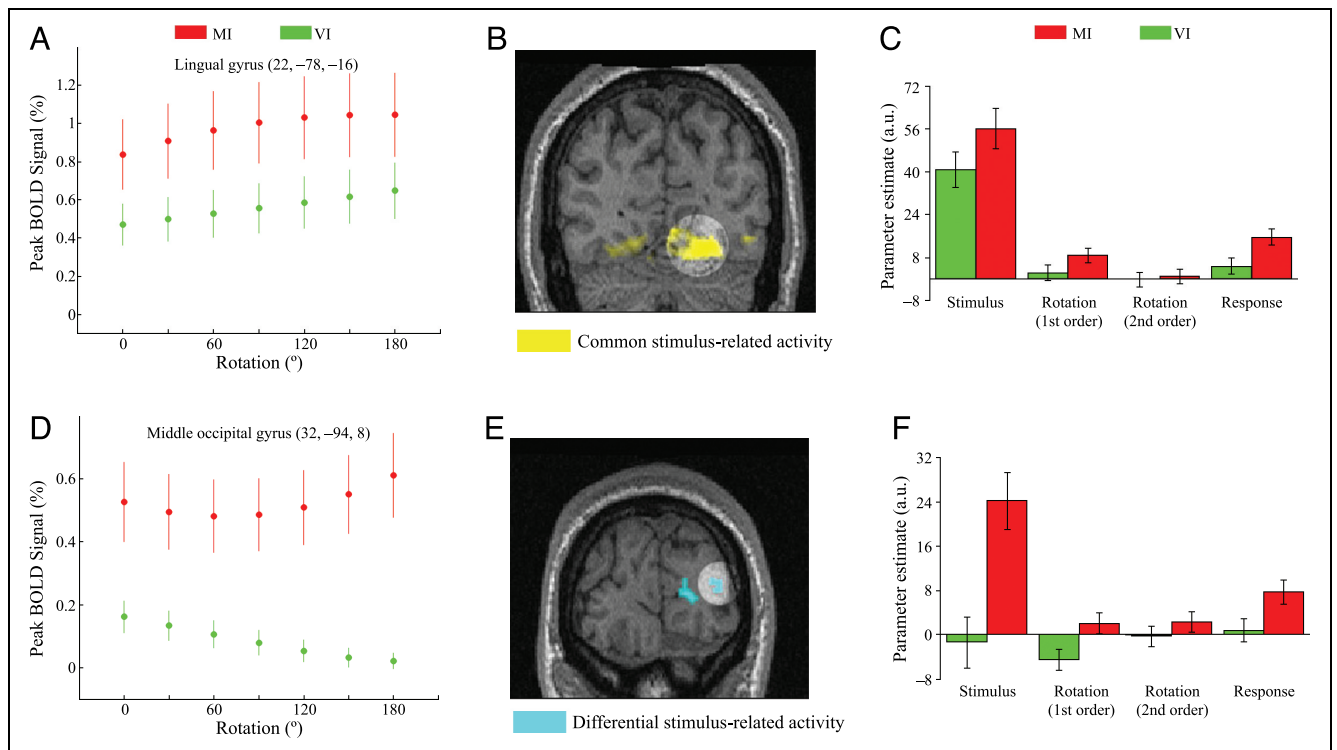 A
MI VI
Lingual gyrus (22, –78, –16)
Peak BOLD Signal (%)
1.2
1
0.8
0.6
0.4
0.2
0
0 60 120 180
Rotation (º)
B
Common stimulus-related activity
C
MI VI
Parameter estimate (a.u.)
72
56
40
24
8
–8
Stimulus Rotation Rotation Response
(1st order) (2nd order)
D
Middle occipital gyrus (32, –94, 8)
Peak BOLD Signal (%)
0.6
0.4
0.2
0
0 60 120 180
Rotation (º)
E
Differential stimulus-related activity
F
Parameter estimate (a.u.)
32
24
16
8
0
–8
Stimulus Rotation Rotation Response
(1st order) (2nd order)